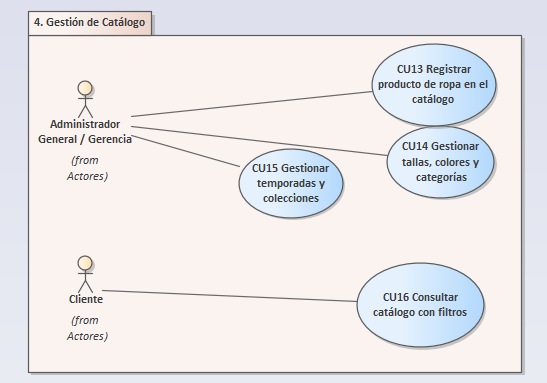 4. Gestión de Catálogo
CU13 Registrar
producto de ropa en el
catálogo
Administrador
General / Gerencia
(from
Actores)
CU14 Gestionar
tallas, colores y
categorías
CU15 Gestionar
temporadas y
colecciones
Cliente
(from
Actores)
CU16 Consultar
catálogo con filtros